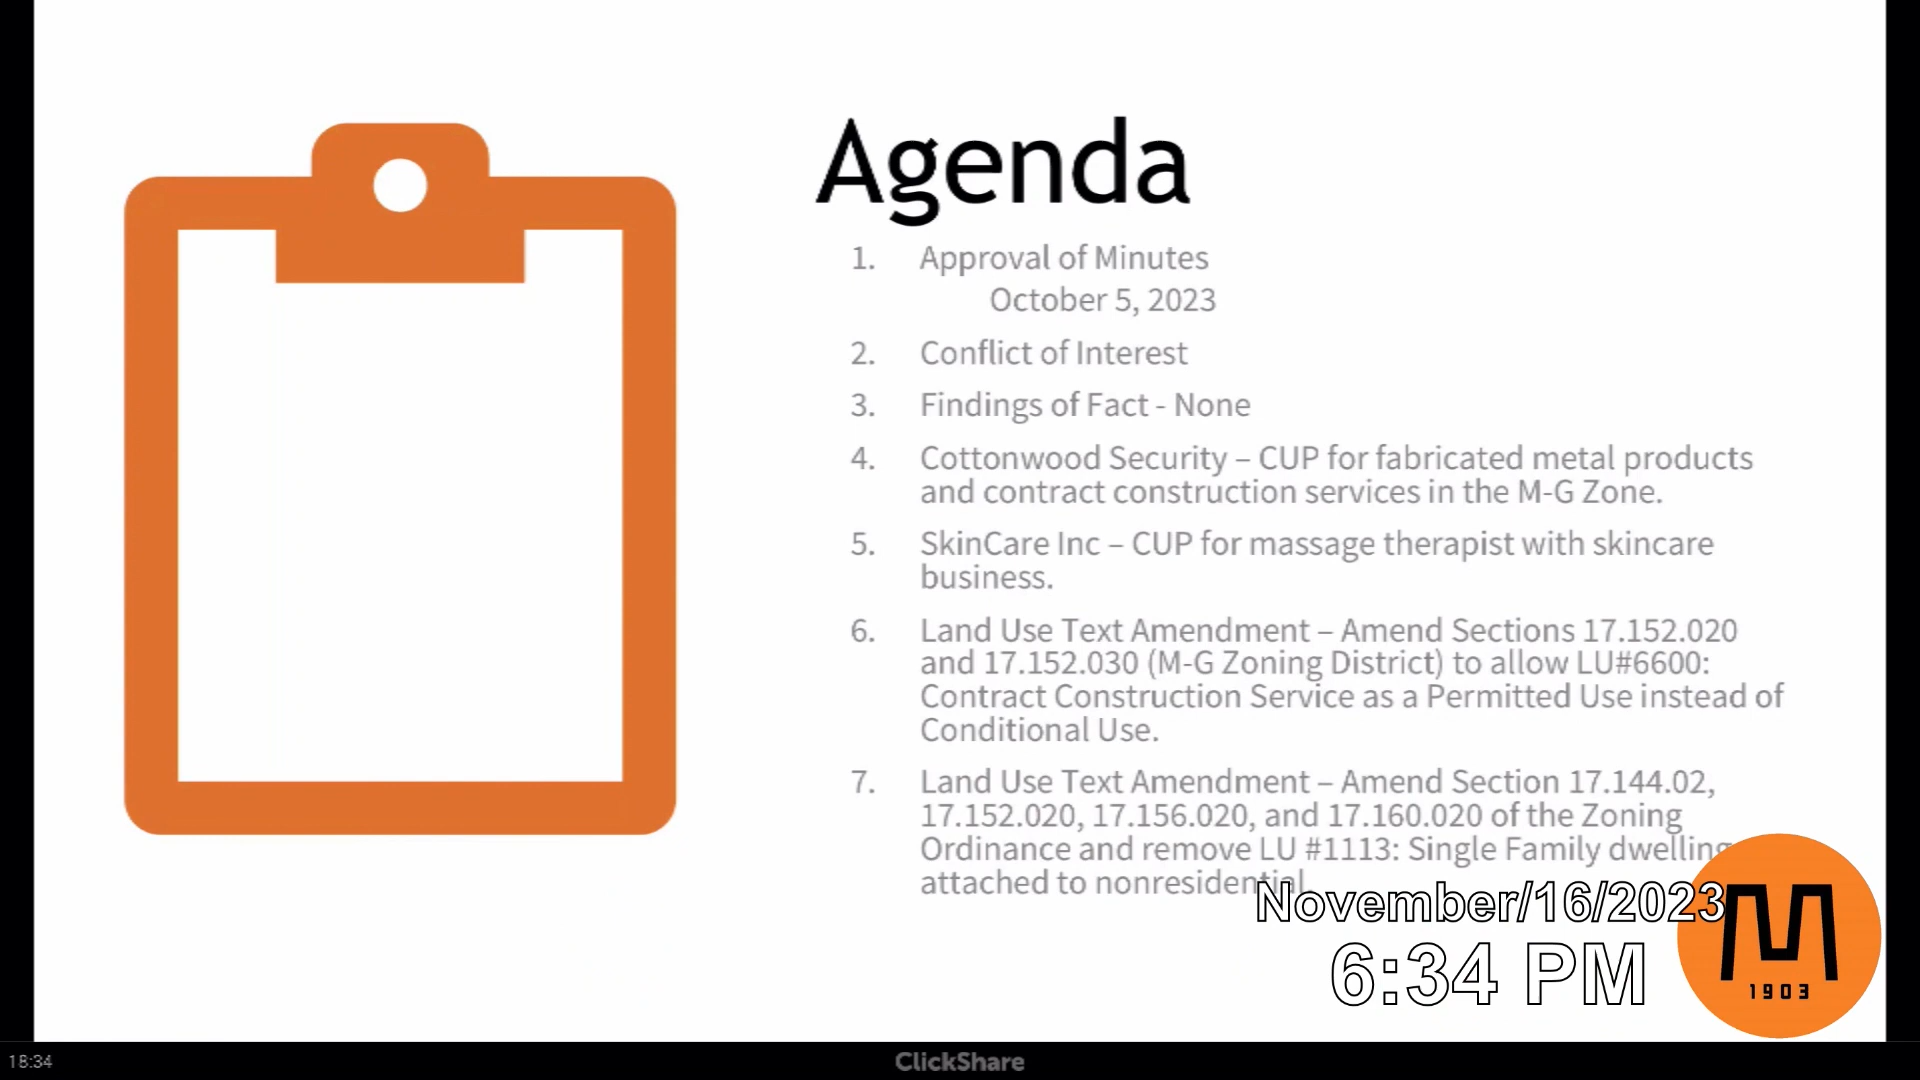 Agenda
1. Approval of Minutes
October 5, 2023
2. Conflict of Interest
3. Findings of Fact - None
4. Cottonwood Security – CUP for fabricated metal products
and contract construction services in the M-G Zone.
5. SkinCare Inc – CUP for massage therapist with skincare
business.
6. Land Use Text Amendment – Amend Sections 17.152.020
and 17.152.030 (M-G Zoning District) to allow LU#6600:
Contract Construction Service as a Permitted Use instead of
Conditional Use.
7. Land Use Text Amendment – Amend Section 17.144.02,
17.152.020, 17.156.020, and 17.160.020 of the Zoning
Ordinance and remove LU #1113: Single Family dwelling
attached to nonresidential.
November/16/2023
6:34 PM
M
1903
18:34
ClickShare